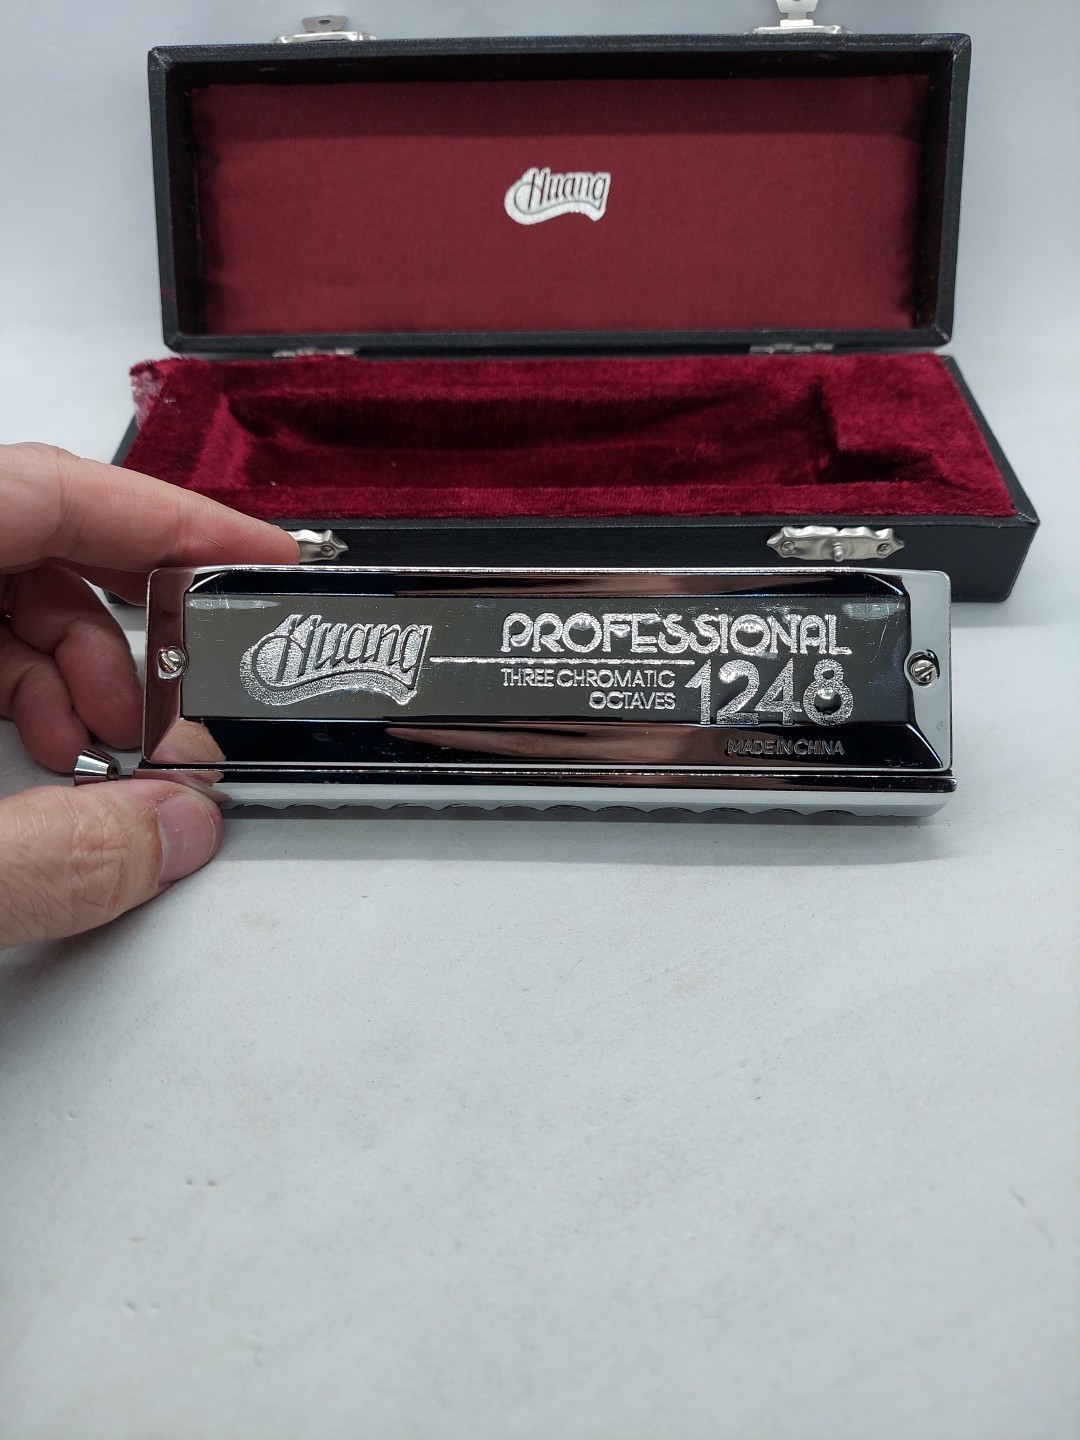 Huang
Huang
PROFESSIONAL
THREE CHROMATIC
OCTAVES
1248
MADE IN CHINA